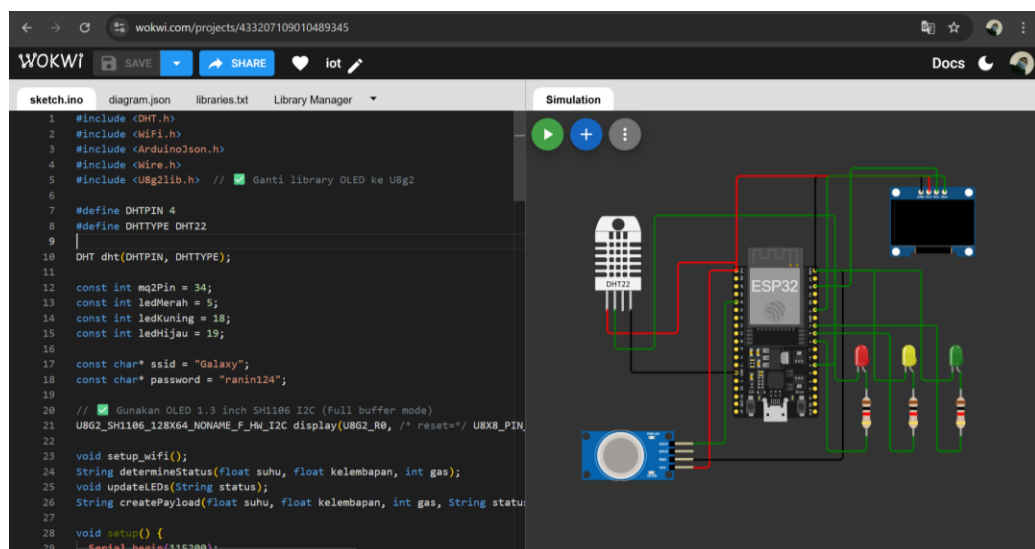 wokwi.com/projects/433207109010489345
WOKWI SAVE SHARE iot Docs
sketch.ino diagram.json libraries.txt Library Manager
1 #include <DHT.h>
2 #include <WiFi.h>
3 #include <ArduinoJson.h>
4 #include <Wire.h>
5 #include <U8g2lib.h> // ✅ Ganti library OLED ke U8g2
6
7 #define DHTPIN 4
8 #define DHTTYPE DHT22
9
10 DHT dht(DHTPIN, DHTTYPE);
11
12 const int mq2Pin = 34;
13 const int ledMerah = 5;
14 const int ledKuning = 18;
15 const int ledHijau = 19;
16
17 const char* ssid = "Galaxy";
18 const char* password = "ranin124";
19
20 // ✅ Gunakan OLED 1.3 inch SH1106 I2C (Full buffer mode)
21 U8G2_SH1106_128X64_NONAME_F_HW_I2C display(U8G2_R0, /* reset=*/ U8X8_PIN_
22
23 void setup_wifi();
24 String determineStatus(float suhu, float kelembapan, int gas);
25 void updateLEDs(String status);
26 String createPayload(float suhu, float kelembapan, int gas, String statu
27
28 void setup() {
29 Serial.begin(115200);
Simulation
DHT22
ESP32